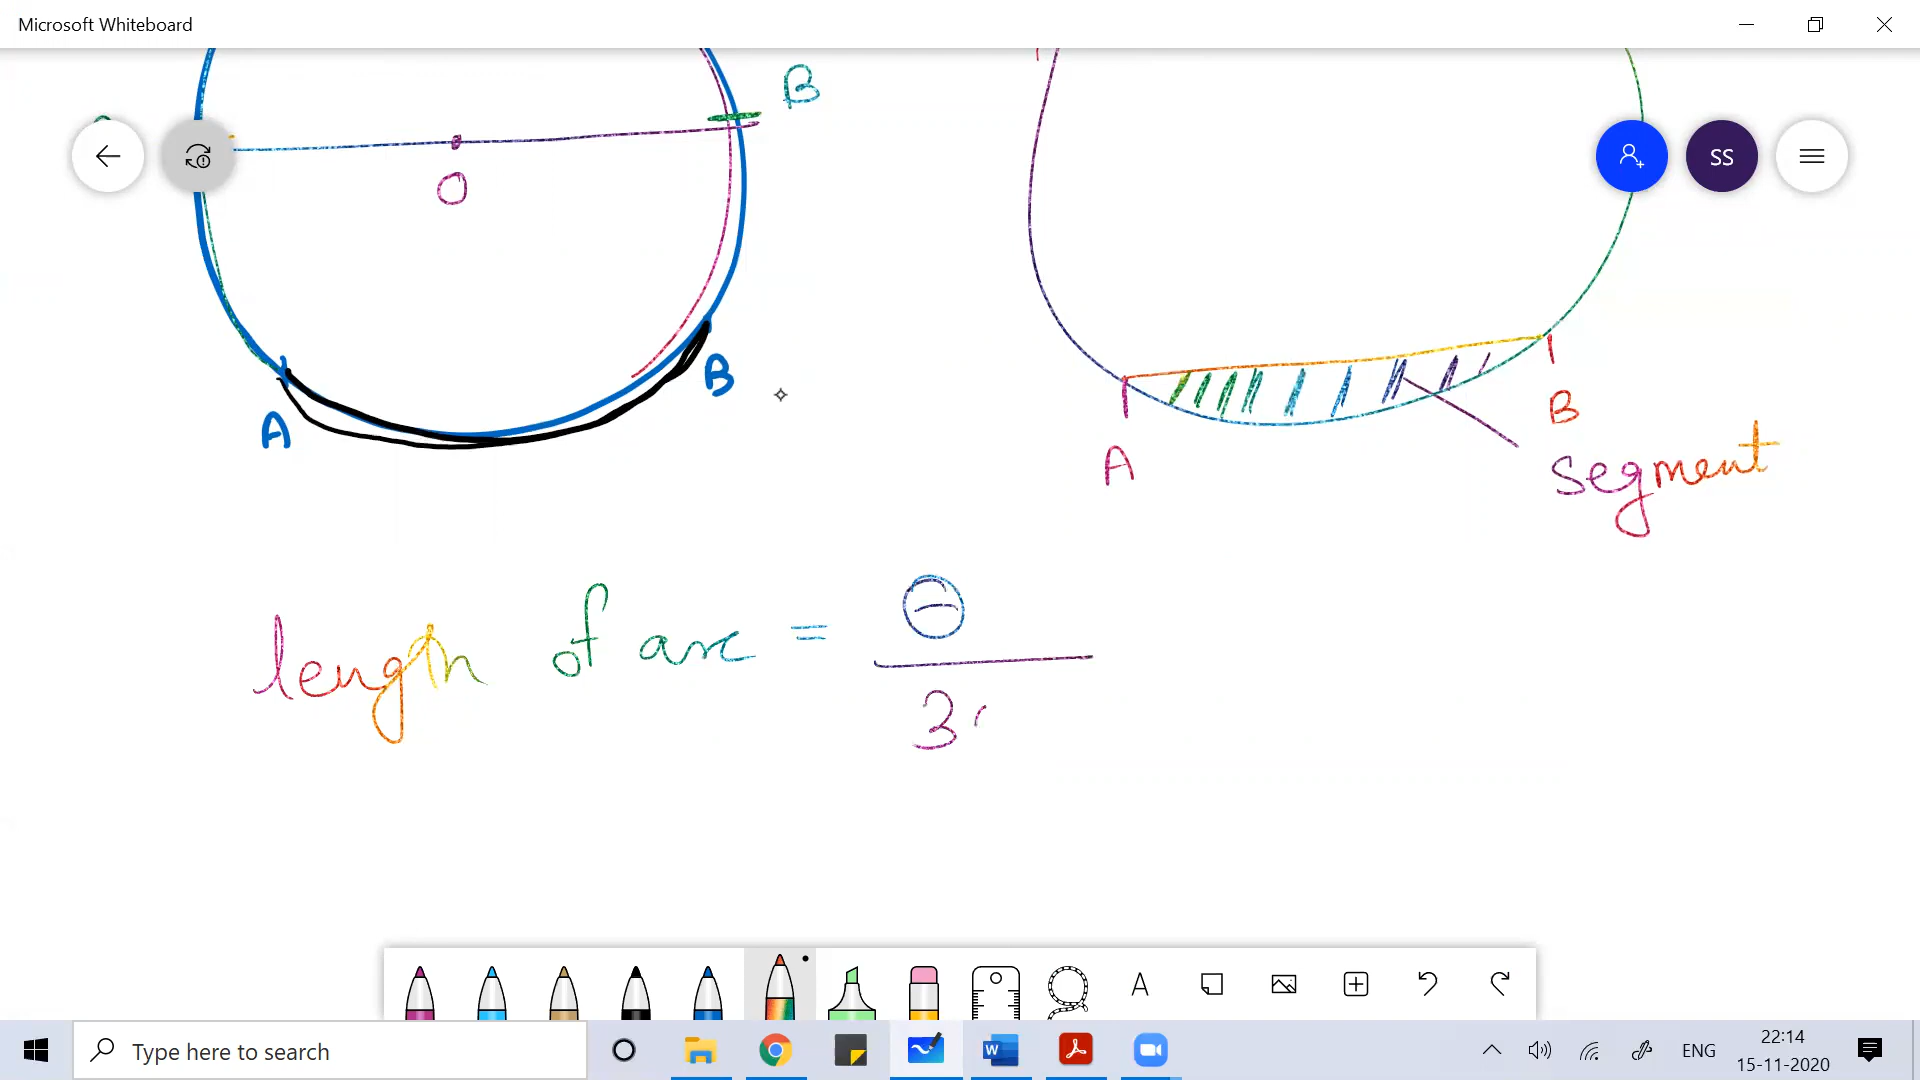 Microsoft Whiteboard
B
O
SS
B
A
B
A
segment
length of arc = Θ
3
A
Type here to search
W
ENG
22:14
15-11-2020